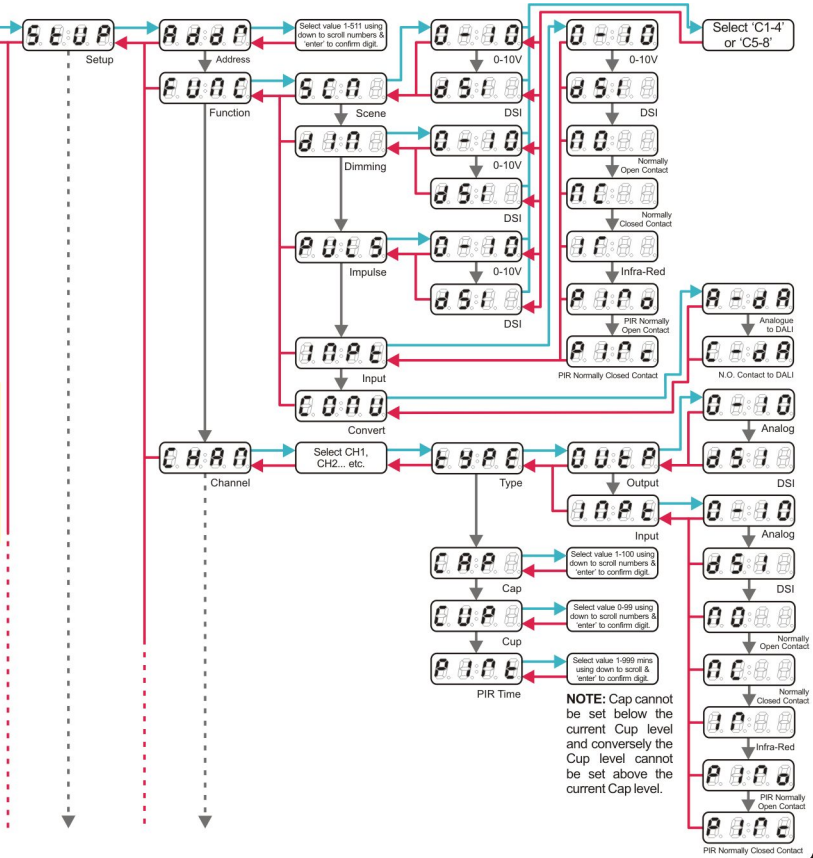 StUP
Setup
AddR
Address
Select value 1-511 using
down to scroll numbers &
'enter' to confirm digit.
FUNC
Function
SCN
Scene
0-10
0-10V
dSI
DSI
dIM
Dimming
0-10
0-10V
dSI
DSI
PULS
Impulse
0-10
0-10V
dSI
DSI
INPt
Input
0-10
0-10V
dSI
DSI
NO
Normally
Open Contact
NC
Normally
Closed Contact
IR
Infra-Red
PIRo
PIR Normally
Open Contact
PIRc
PIR Normally Closed Contact
Select 'C1-4'
or 'C5-8'
CONV
Convert
A-dA
Analogue
to DALI
C-dA
N.O. Contact to DALI
CHAN
Channel
Select CH1,
CH2... etc.
tYPE
Type
OUtP
Output
0-10
Analog
dSI
DSI
INPt
Input
0-10
Analog
dSI
DSI
NO
Normally
Open Contact
NC
Normally
Closed Contact
IR
Infra-Red
PIRo
PIR Normally
Open Contact
PIRc
PIR Normally Closed Contact
CAP
Cap
Select value 1-100 using
down to scroll numbers &
'enter' to confirm digit.
CUP
Cup
Select value 0-99 using
down to scroll numbers &
'enter' to confirm digit.
PIRt
PIR Time
Select value 1-999 mins
using down to scroll &
'enter' to confirm digit.
NOTE: Cap cannot
be set below the
current Cup level
and conversely the
Cup level cannot
be set above the
current Cap level.